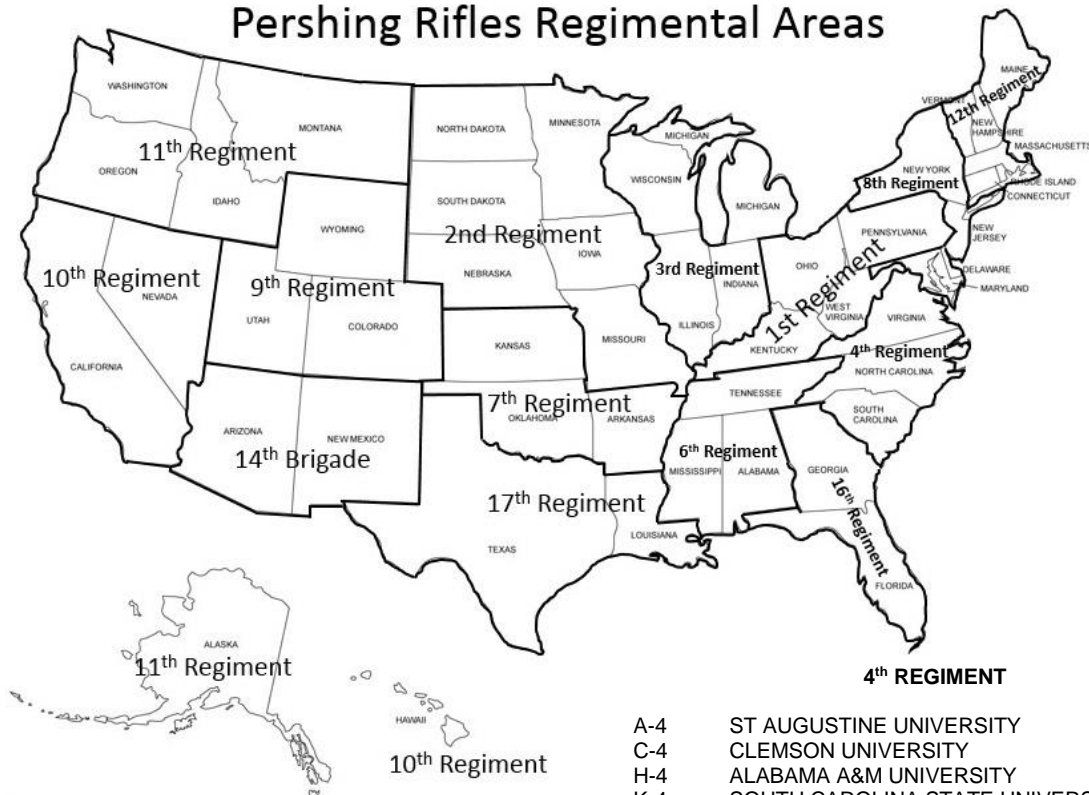 Pershing Rifles Regimental Areas
WASHINGTON
MONTANA
NORTH DAKOTA
MINNESOTA
MICHIGAN
MAINE
VERMONT
12th Regiment
NEW
HAMPSHIRE
MASSACHUSETTS
11th Regiment
OREGON
IDAHO
SOUTH DAKOTA
WISCONSIN
MICHIGAN
NEW YORK
8th Regiment
RHODE ISLAND
CONNECTICUT
WYOMING
2nd Regiment
IOWA
PENNSYLVANIA
NEW
JERSEY
10th Regiment
NEVADA
9th Regiment
NEBRASKA
3rd Regiment
INDIANA
OHIO
1st Regiment
DELAWARE
MARYLAND
UTAH
COLORADO
ILLINOIS
WEST
VIRGINIA
VIRGINIA
KANSAS
MISSOURI
KENTUCKY
4th Regiment
CALIFORNIA
NORTH CAROLINA
7th Regiment
OKLAHOMA
ARKANSAS
TENNESSEE
SOUTH
CAROLINA
ARIZONA
NEW MEXICO
14th Brigade
6th Regiment
MISSISSIPPI
ALABAMA
GEORGIA
16th Regiment
17th Regiment
TEXAS
LOUISIANA
FLORIDA
ALASKA
11th Regiment
HAWAII
10th Regiment
4th REGIMENT
A-4 ST AUGUSTINE UNIVERSITY
C-4 CLEMSON UNIVERSITY
H-4 ALABAMA A&M UNIVERSITY